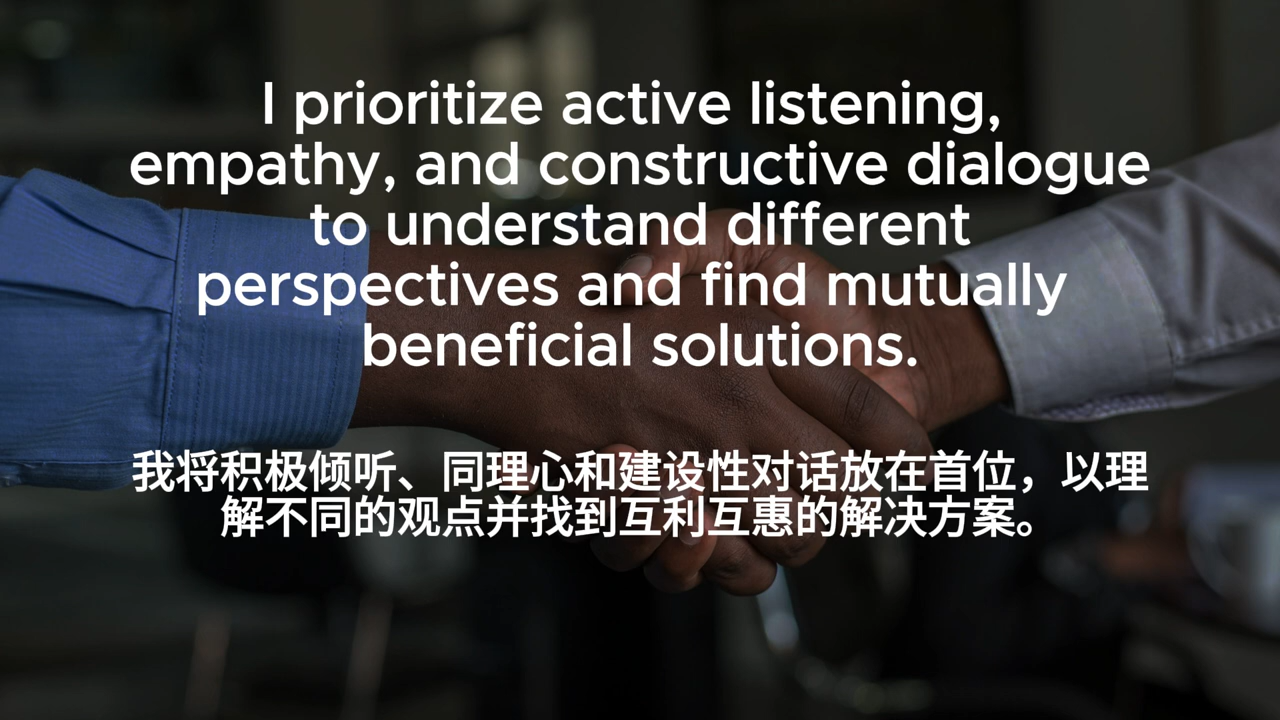 I prioritize active listening,
empathy, and constructive dialogue
to understand different
perspectives and find mutually
beneficial solutions.
我将积极倾听、同理心和建设性对话放在首位，以理
解不同的观点并找到互利互惠的解决方案。